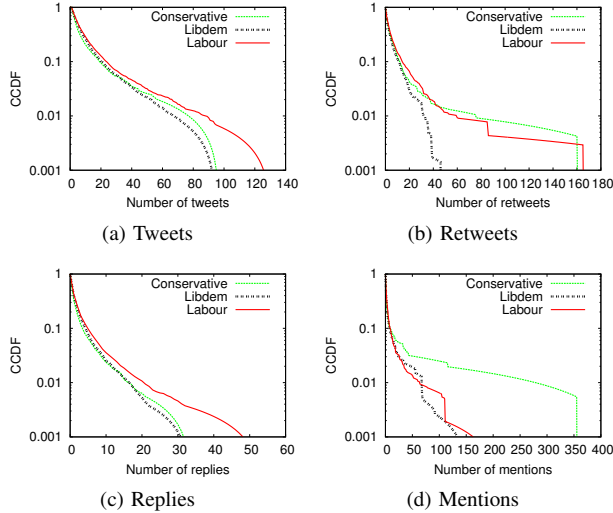 Conservative
Libdem
Labour
CCDF
1
0.1
0.01
0.001
0 20 40 60 80 100 120 140
Number of tweets
(a) Tweets
Conservative
Libdem
Labour
CCDF
1
0.1
0.01
0.001
0 20 40 60 80 100 120 140 160 180
Number of retweets
(b) Retweets
Conservative
Libdem
Labour
CCDF
1
0.1
0.01
0.001
0 10 20 30 40 50 60
Number of replies
(c) Replies
Conservative
Libdem
Labour
CCDF
1
0.1
0.01
0.001
0 50 100 150 200 250 300 350 400
Number of mentions
(d) Mentions